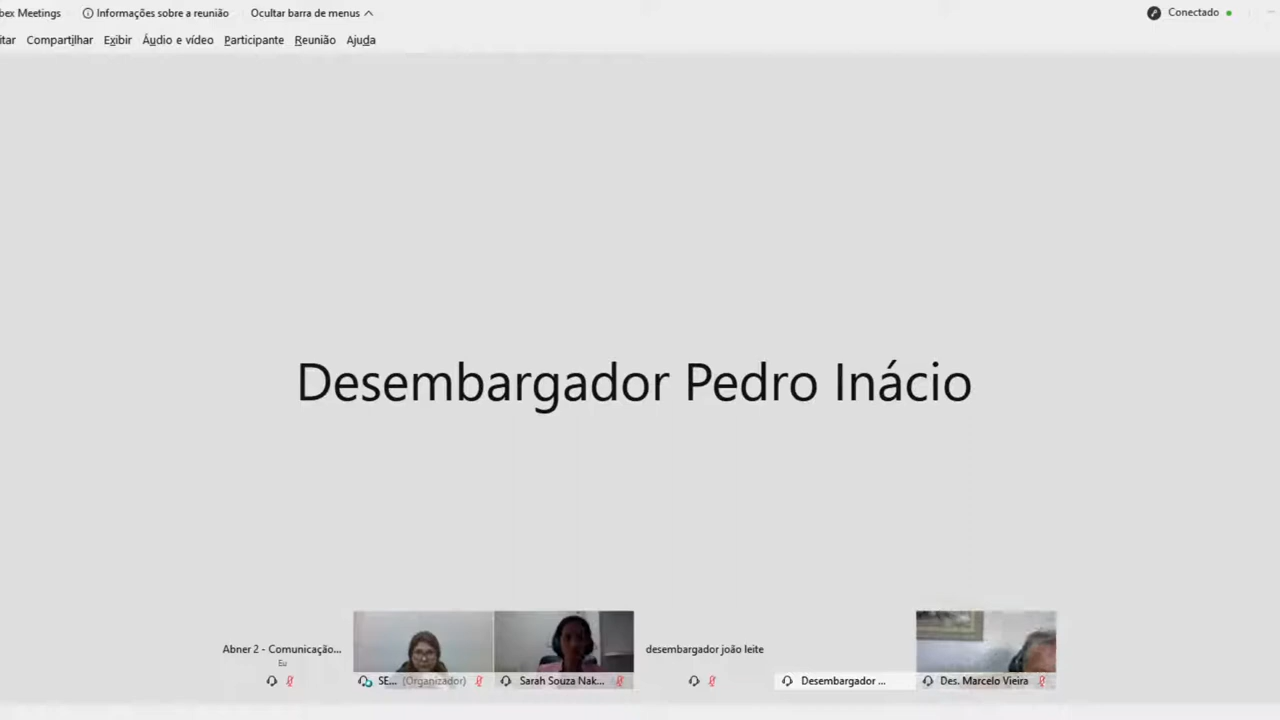 bex Meetings Informações sobre a reunião Ocultar barra de menus Conectado
itar Compartilhar Exibir Áudio e vídeo Participante Reunião Ajuda
Desembargador Pedro Inácio
Abner 2 - Comunicação...
Eu
desembargador joão leite
SE... (Organizador) Sarah Souza Nak... Desembargador ... Des. Marcelo Vieira